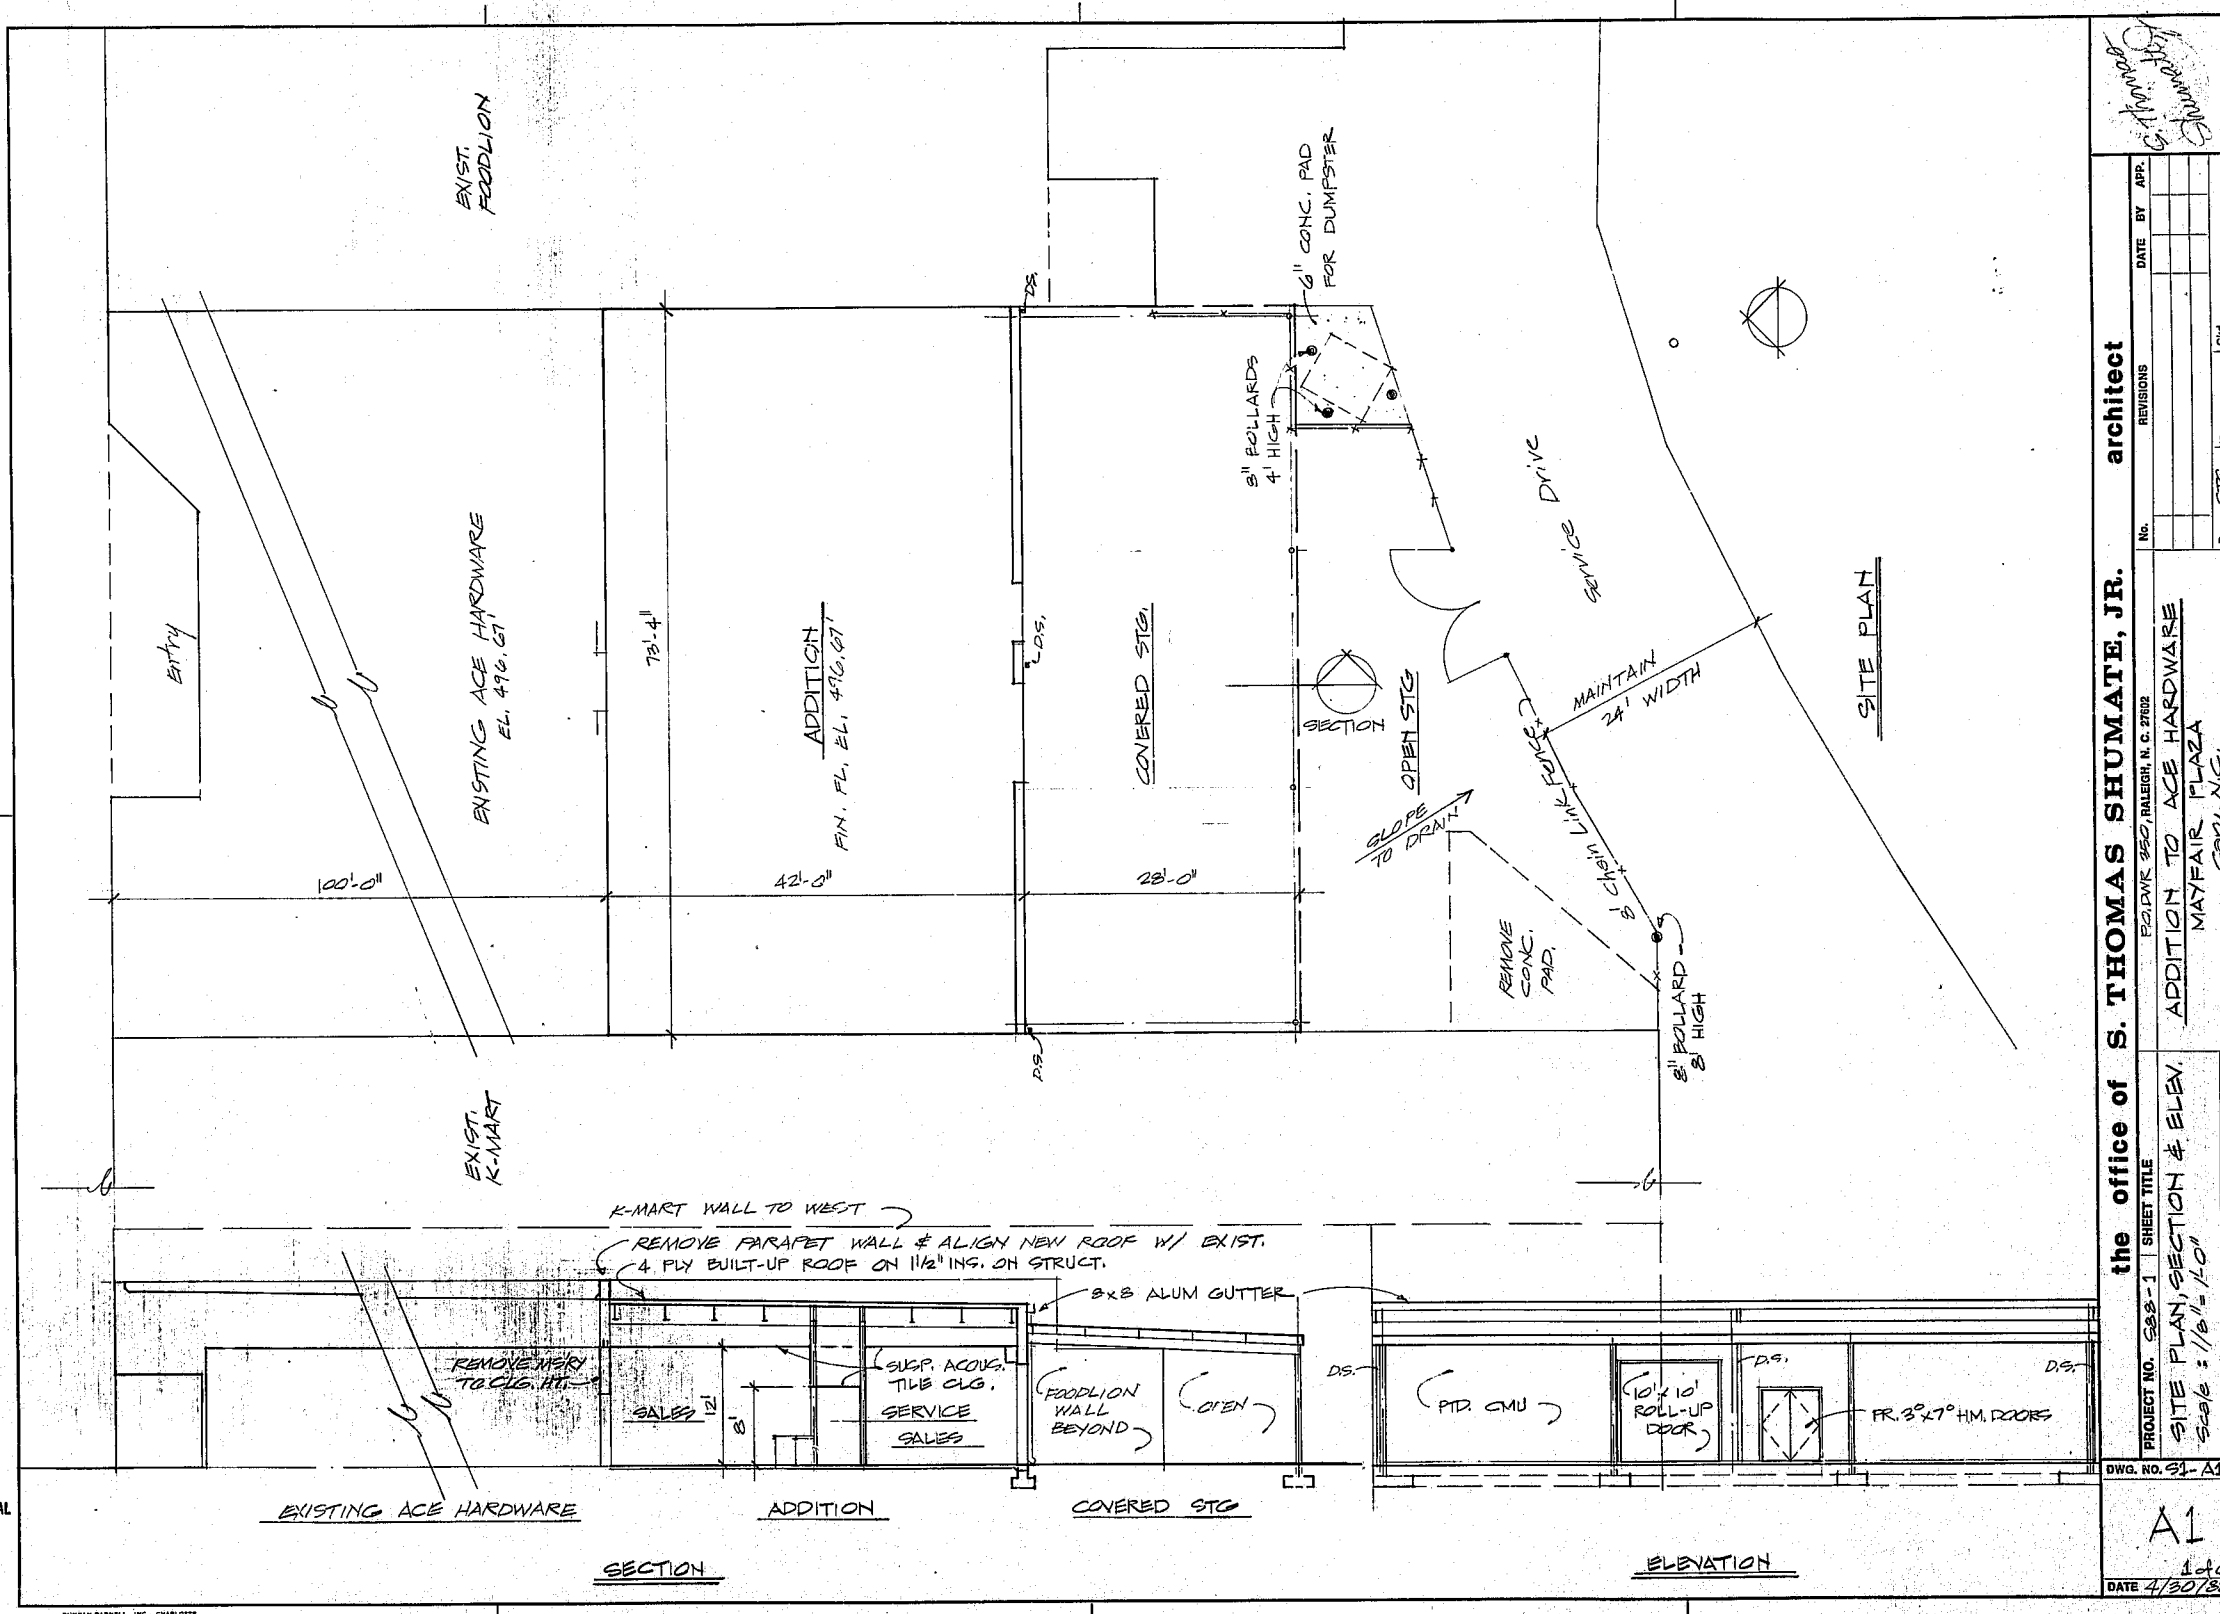 EXIST.
FOODLION
6" CONC. PAD
FOR DUMPSTER
D.S.
3" BOLLARDS
4' HIGH
Entry
EXISTING ACE HARDWARE
EL. 496.67'
73'-4"
ADDITION
FIN. FL. EL. 496.67'
D.S.
COVERED STG.
SECTION
OPEN STG
Service Drive
MAINTAIN
24' WIDTH
SITE PLAN
SLOPE
TO DRAIN
8' Chain Link Fence
100'-0"
42'-0"
28'-0"
REMOVE
CONC.
PAD.
8" BOLLARD
8' HIGH
D.S.
EXIST.
K-MART
K-MART WALL TO WEST
REMOVE PARAPET WALL & ALIGN NEW ROOF W/ EXIST.
4 PLY BUILT-UP ROOF ON 1 1/2" INS. ON STRUCT.
8x8 ALUM GUTTER
REMOVE MSRY
TO CLG. HT.
SALES
12'
8'
SUSP. ACOUS.
TILE CLG.
SERVICE
SALES
FOODLION
WALL
BEYOND
OPEN
D.S.
PTD. CMU
10' x 10'
ROLL-UP
DOOR
D.S.
PR. 3⁰x7⁰ H.M. DOORS
D.S.
EXISTING ACE HARDWARE
ADDITION
COVERED STG
SECTION
ELEVATION
the office of S. THOMAS SHUMATE, JR. architect
P.O. DWR 350, RALEIGH, N. C. 27602
No. REVISIONS DATE BY APP.
ADDITION TO ACE HARDWARE
MAYFAIR PLAZA
PROJECT NO. S88-1
SHEET TITLE
SITE PLAN, SECTION & ELEV.
Scale : 1/8" = 1'-0"
DWG. NO. S1-A1
A1
DATE 4/30/